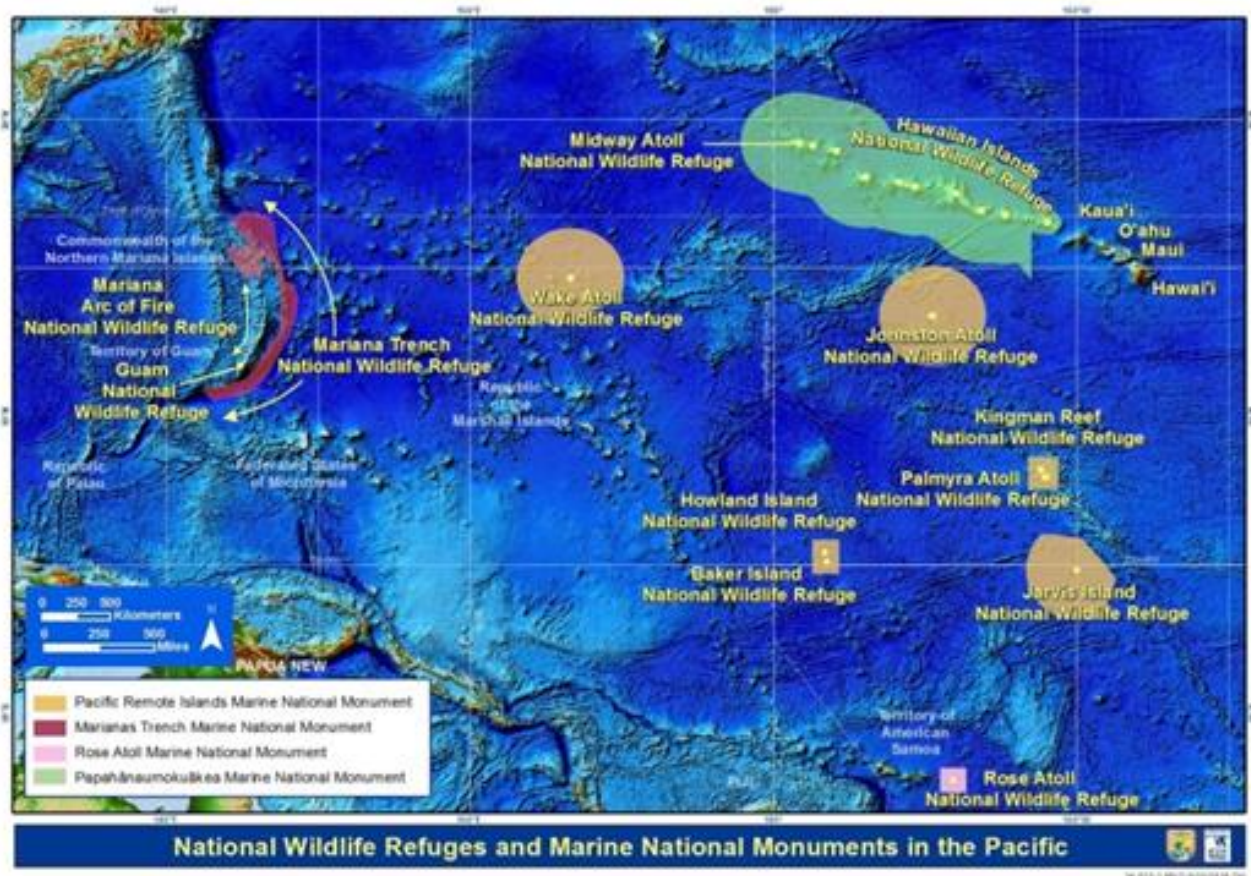 Midway Atoll
National Wildlife Refuge
Hawaiian Islands
National Wildlife Refuge
Kaua'i
O'ahu
Maui
Hawai'i
Commonwealth of the
Northern Mariana Islands
Mariana
Arc of Fire
National Wildlife Refuge
Territory of Guam
Guam
National
Wildlife Refuge
Mariana Trench
National Wildlife Refuge
Wake Atoll
National Wildlife Refuge
Johnston Atoll
National Wildlife Refuge
Republic
of the
Marshall Islands
Republic
of Palau
Federated States
of Micronesia
Kingman Reef
National Wildlife Refuge
Palmyra Atoll
National Wildlife Refuge
Howland Island
National Wildlife Refuge
Baker Island
National Wildlife Refuge
Jarvis Island
National Wildlife Refuge
0 250 500
Kilometers
0 250 500
Miles
N
PAPUA NEW
Pacific Remote Islands Marine National Monument
Marianas Trench Marine National Monument
Rose Atoll Marine National Monument
Papahānaumokuākea Marine National Monument
Territory of
American
Samoa
Rose Atoll
National Wildlife Refuge
National Wildlife Refuges and Marine National Monuments in the Pacific